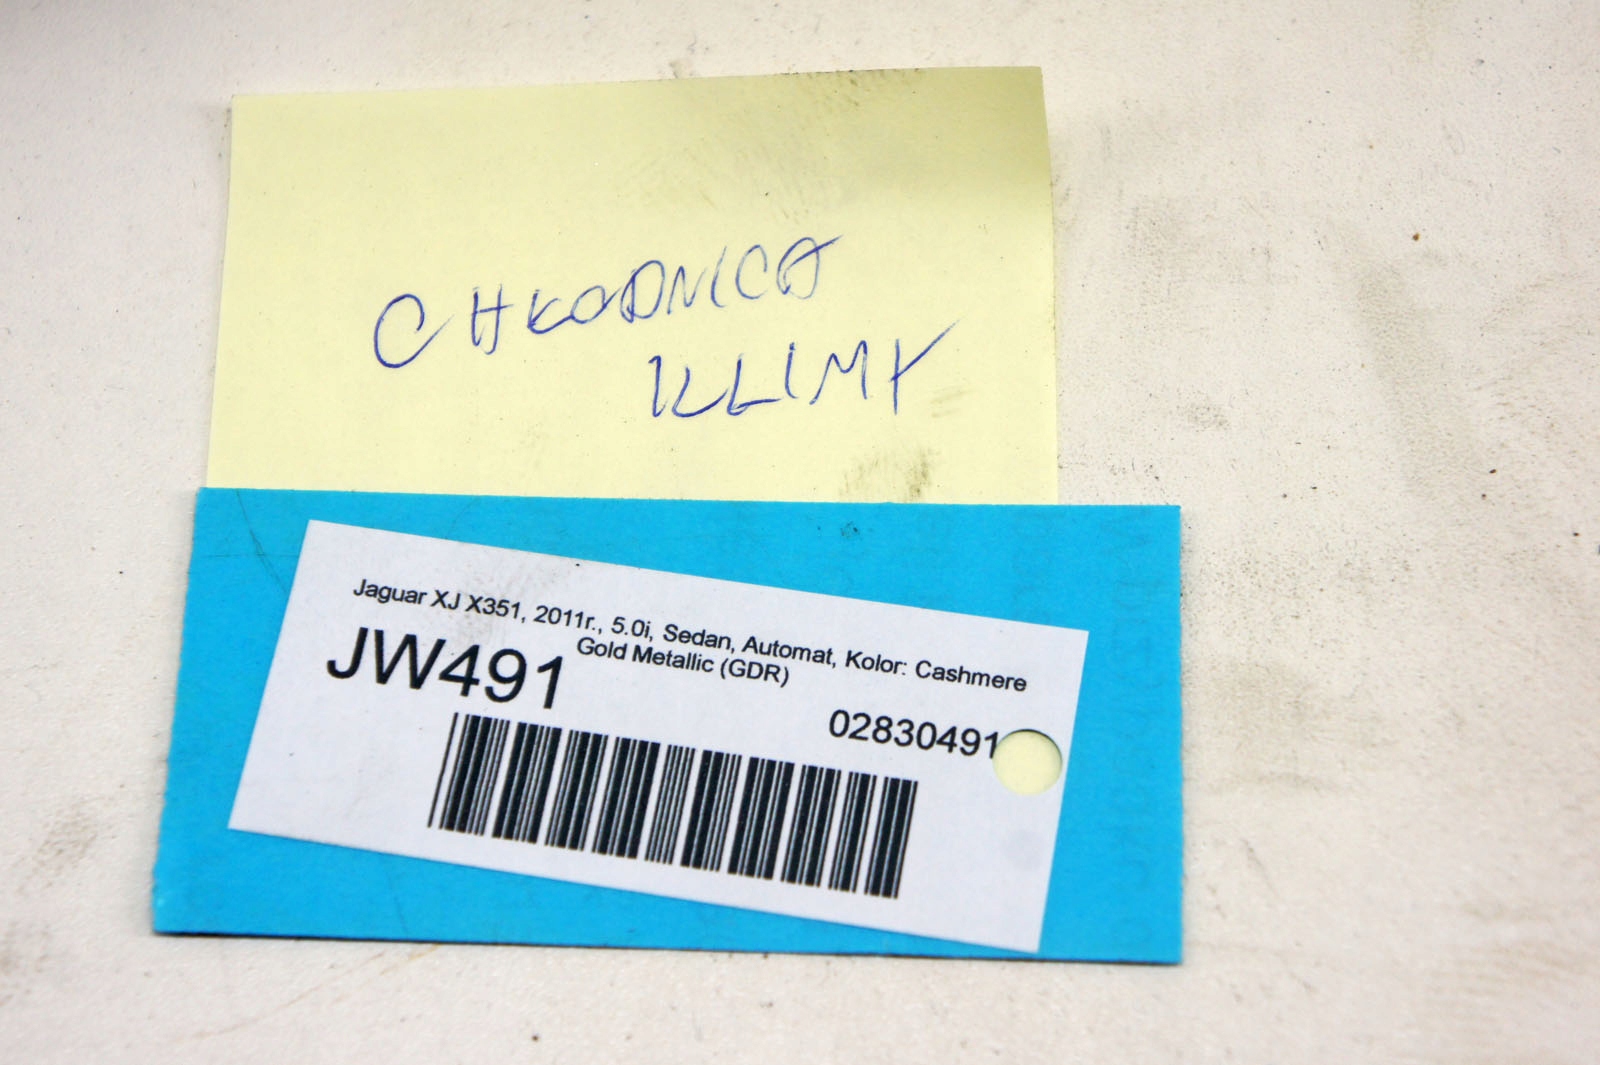 CHŁODNICA
KLIMY
Jaguar XJ X351, 2011r., 5.0i, Sedan, Automat, Kolor: Cashmere
Gold Metallic (GDR)
JW491
02830491